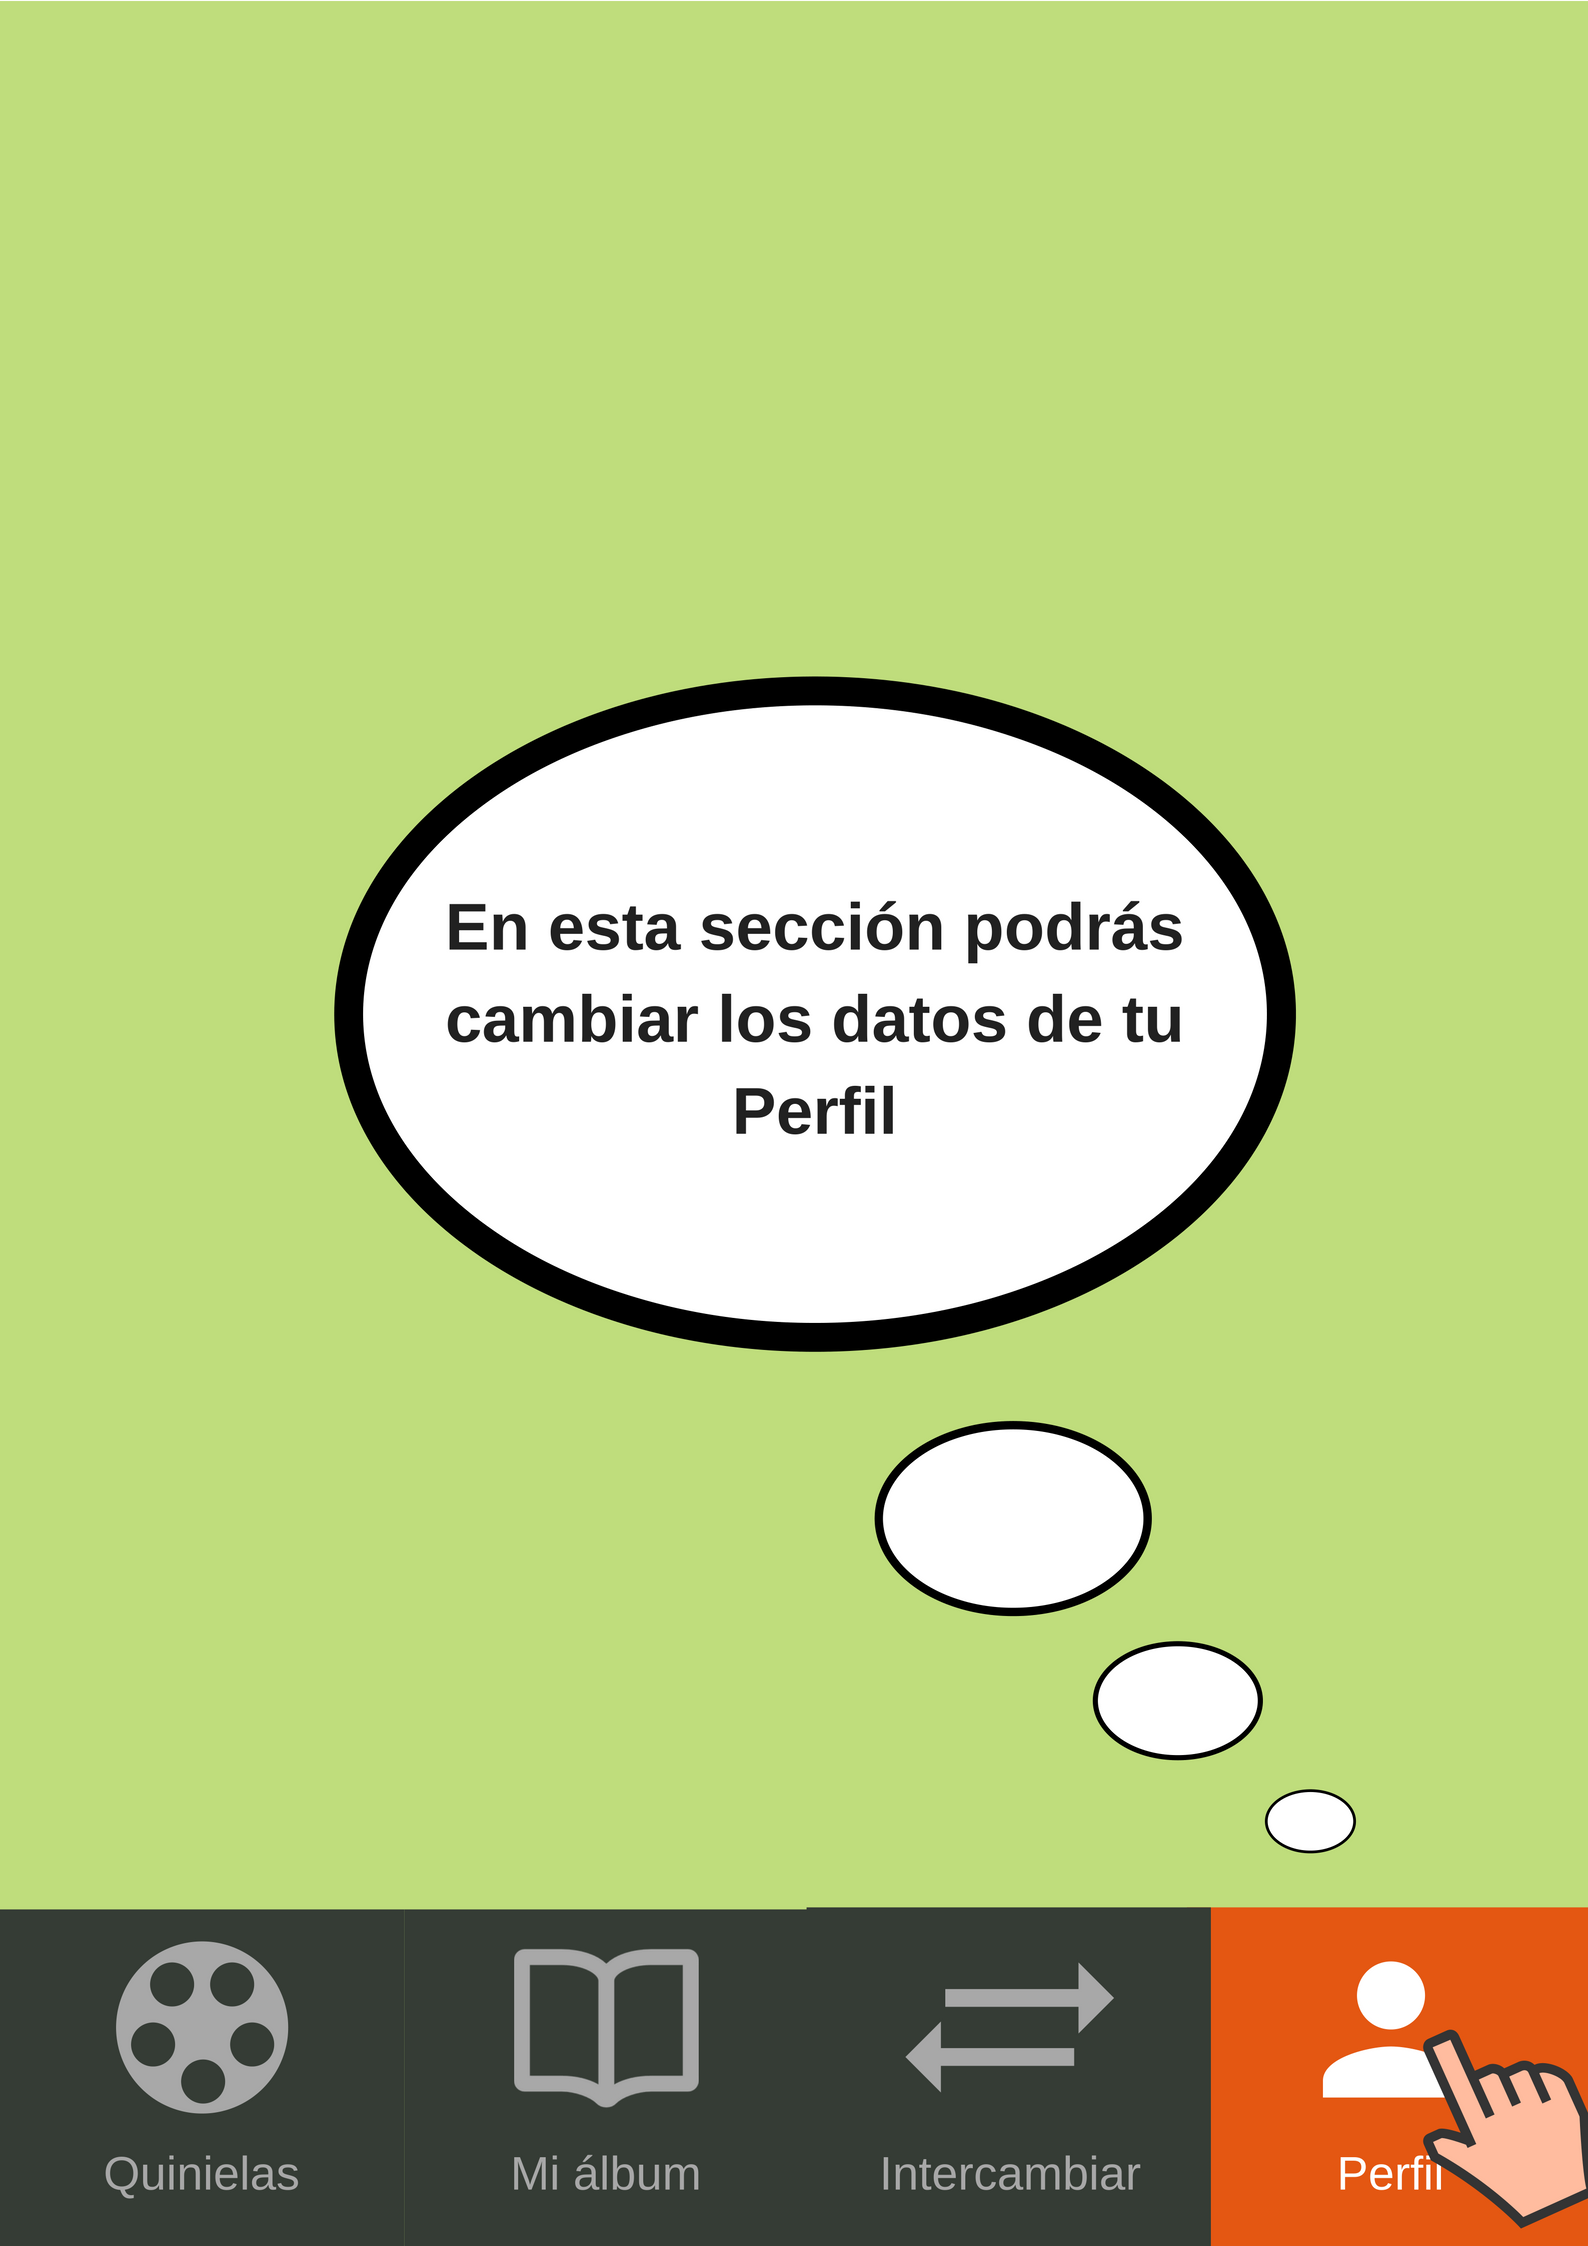 En esta sección podrás
cambiar los datos de tu
Perfil
Quinielas
Mi álbum
Intercambiar
Perfil